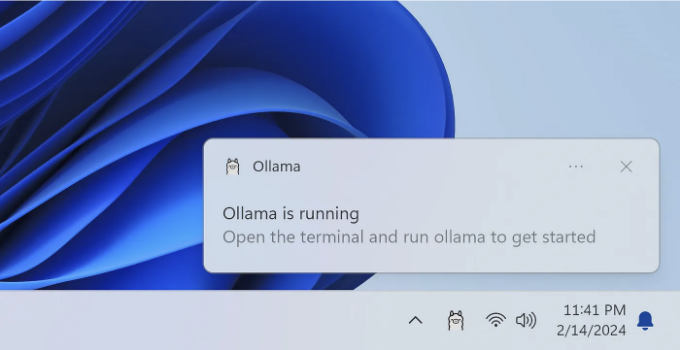 Ollama
Ollama is running
Open the terminal and run ollama to get started
11:41 PM
2/14/2024